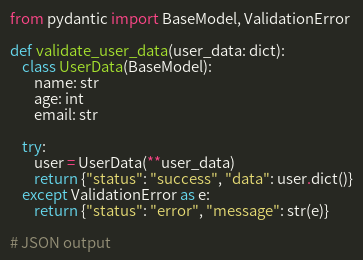 from pydantic import BaseModel, ValidationError

def validate_user_data(user_data: dict):
    class UserData(BaseModel):
        name: str
        age: int
        email: str

    try:
        user = UserData(**user_data)
        return {"status": "success", "data": user.dict()}
    except ValidationError as e:
        return {"status": "error", "message": str(e)}

# JSON output